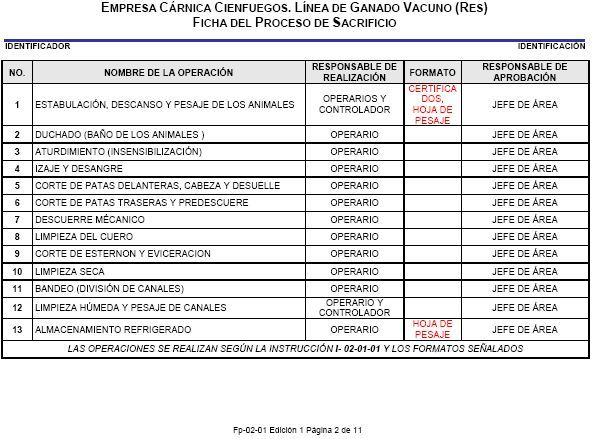 EMPRESA CÁRNICA CIENFUEGOS. LÍNEA DE GANADO VACUNO (RES)
FICHA DEL PROCESO DE SACRIFICIO
IDENTIFICADOR IDENTIFICACIÓN
NO. NOMBRE DE LA OPERACIÓN RESPONSABLE DE REALIZACIÓN FORMATO RESPONSABLE DE APROBACIÓN
1 ESTABULACIÓN, DESCANSO Y PESAJE DE LOS ANIMALES OPERARIOS Y CONTROLADOR CERTIFICA DOS, HOJA DE PESAJE JEFE DE ÁREA
2 DUCHADO (BAÑO DE LOS ANIMALES ) OPERARIO JEFE DE ÁREA
3 ATURDIMIENTO (INSENSIBILIZACIÓN) OPERARIO JEFE DE ÁREA
4 IZAJE Y DESANGRE OPERARIO JEFE DE ÁREA
5 CORTE DE PATAS DELANTERAS, CABEZA Y DESUELLE OPERARIO JEFE DE ÁREA
6 CORTE DE PATAS TRASERAS Y PREDESCUERE OPERARIO JEFE DE ÁREA
7 DESCUERRE MÉCANICO OPERARIO JEFE DE ÁREA
8 LIMPIEZA DEL CUERO OPERARIO JEFE DE ÁREA
9 CORTE DE ESTERNON Y EVICERACION OPERARIO JEFE DE ÁREA
10 LIMPIEZA SECA OPERARIO JEFE DE ÁREA
11 BANDEO (DIVISIÓN DE CANALES) OPERARIO JEFE DE ÁREA
12 LIMPIEZA HÚMEDA Y PESAJE DE CANALES OPERARIO Y CONTROLADOR JEFE DE ÁREA
13 ALMACENAMIENTO REFRIGERADO OPERARIO HOJA DE PESAJE JEFE DE ÁREA
LAS OPERACIONES SE REALIZAN SEGÚN LA INSTRUCCIÓN I- 02-01-01 Y LOS FORMATOS SEÑALADOS
Fp-02-01 Edición 1 Página 2 de 11